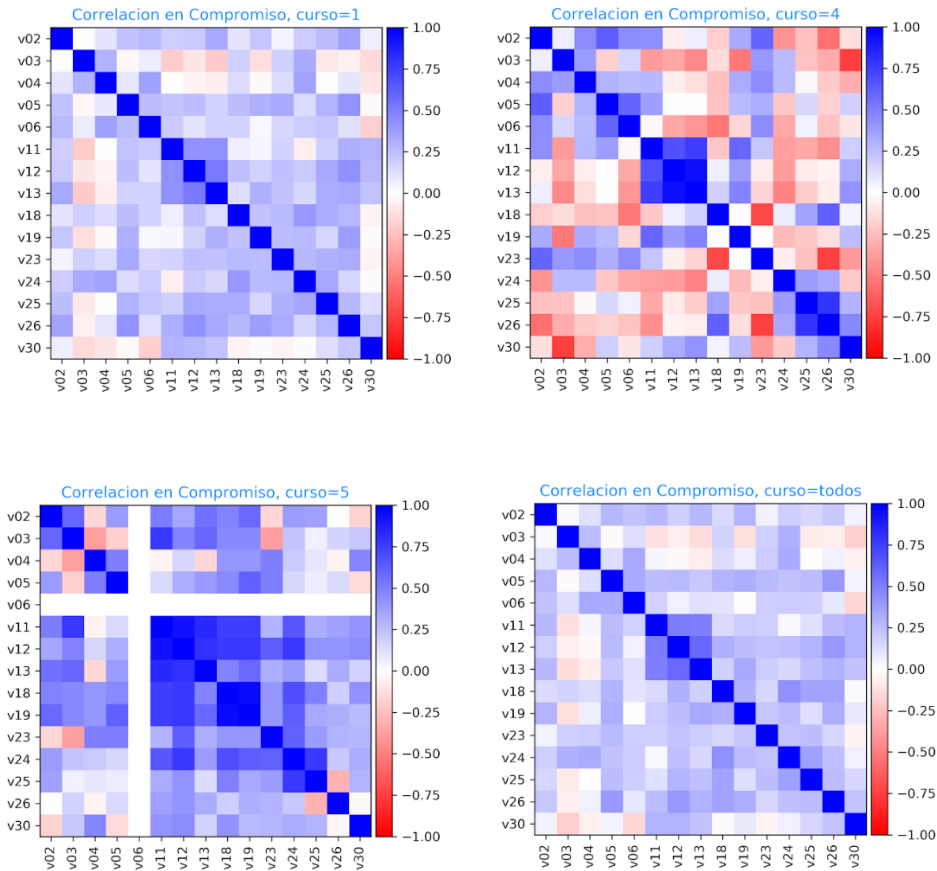 Correlacion en Compromiso, curso=1
v02
v03
v04
v05
v06
v11
v12
v13
v18
v19
v23
v24
v25
v26
v30
v02 v03 v04 v05 v06 v11 v12 v13 v18 v19 v23 v24 v25 v26 v30
1.00
0.75
0.50
0.25
0.00
−0.25
−0.50
−0.75
−1.00
Correlacion en Compromiso, curso=4
v02
v03
v04
v05
v06
v11
v12
v13
v18
v19
v23
v24
v25
v26
v30
v02 v03 v04 v05 v06 v11 v12 v13 v18 v19 v23 v24 v25 v26 v30
1.00
0.75
0.50
0.25
0.00
−0.25
−0.50
−0.75
−1.00
Correlacion en Compromiso, curso=5
v02
v03
v04
v05
v06
v11
v12
v13
v18
v19
v23
v24
v25
v26
v30
v02 v03 v04 v05 v06 v11 v12 v13 v18 v19 v23 v24 v25 v26 v30
1.00
0.75
0.50
0.25
0.00
−0.25
−0.50
−0.75
−1.00
Correlacion en Compromiso, curso=todos
v02
v03
v04
v05
v06
v11
v12
v13
v18
v19
v23
v24
v25
v26
v30
v02 v03 v04 v05 v06 v11 v12 v13 v18 v19 v23 v24 v25 v26 v30
1.00
0.75
0.50
0.25
0.00
−0.25
−0.50
−0.75
−1.00